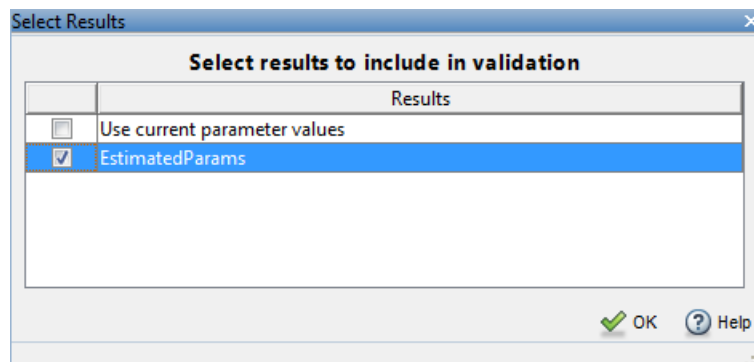 Select Results
Select results to include in validation
Results
Use current parameter values
EstimatedParams
OK Help